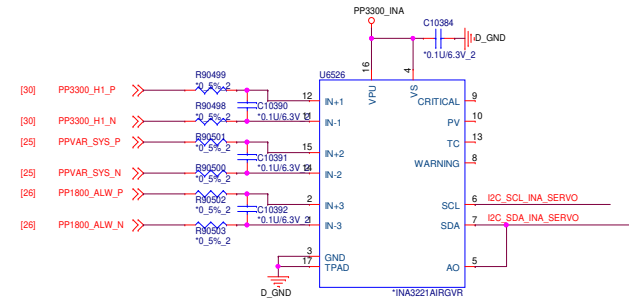 PP3300_INA
C10384
D_GND
*0.1U/6.3V_2
U6526
16
4
VPU
VS
[30] PP3300_H1_P
R90499
*0_5%_2
12
IN+1
CRITICAL
9
C10390
*0.1U/6.3V_2
PV
10
[30] PP3300_H1_N
R90498
*0_5%_2
11
IN-1
TC
13
[25] PPVAR_SYS_P
R90501
*0_5%_2
15
IN+2
WARNING
8
C10391
*0.1U/6.3V_2
[25] PPVAR_SYS_N
R90500
*0_5%_2
14
IN-2
[26] PP1800_ALW_P
R90502
*0_5%_2
2
IN+3
SCL
6
I2C_SCL_INA_SERVO
C10392
*0.1U/6.3V_2
[26] PP1800_ALW_N
R90503
*0_5%_2
1
IN-3
SDA
7
I2C_SDA_INA_SERVO
3
GND
17
TPAD
AO
5
D_GND
*INA3221AIRGVR